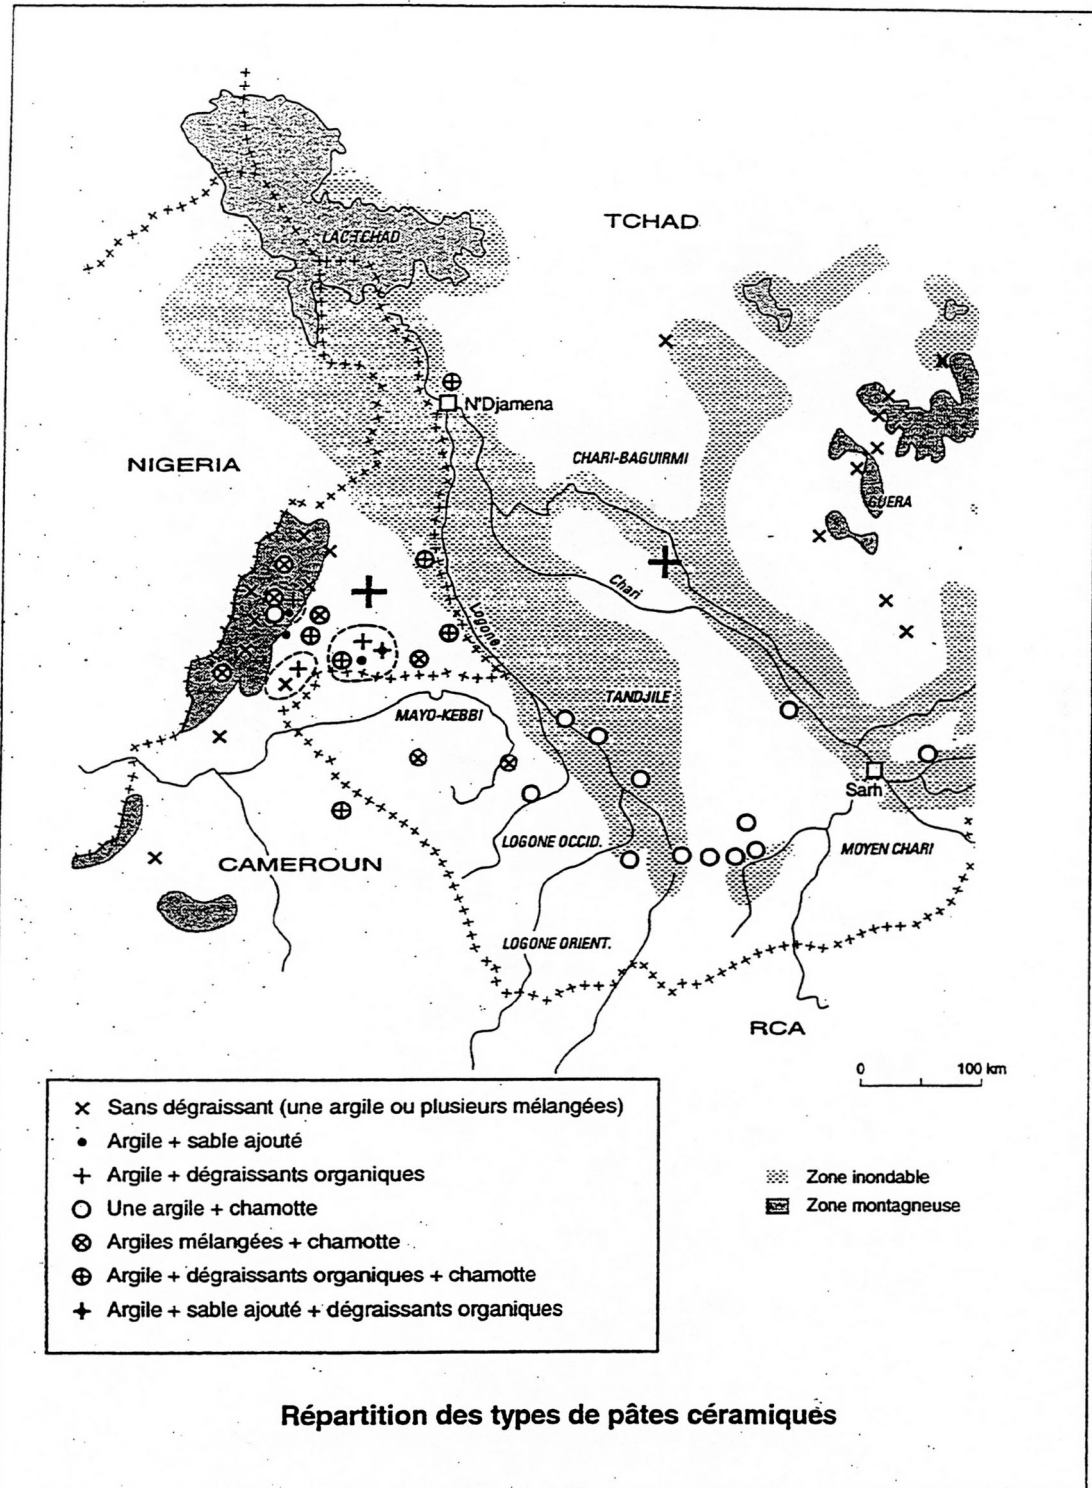 TCHAD
LAC TCHAD
N'Djamena
CHARI-BAGUIRMI
NIGERIA
GUERA
Chari
Logone
TANDJILE
MAYO-KEBBI
Sarh
LOGONE OCCID.
MOYEN CHARI
CAMEROUN
LOGONE ORIENT.
RCA
0 100 km
Sans dégraissant (une argile ou plusieurs mélangées)
Argile + sable ajouté
Argile + dégraissants organiques
Une argile + chamotte
Argiles mélangées + chamotte
Argile + dégraissants organiques + chamotte
Argile + sable ajouté + dégraissants organiques
Zone inondable
Zone montagneuse
Répartition des types de pâtes céramiques